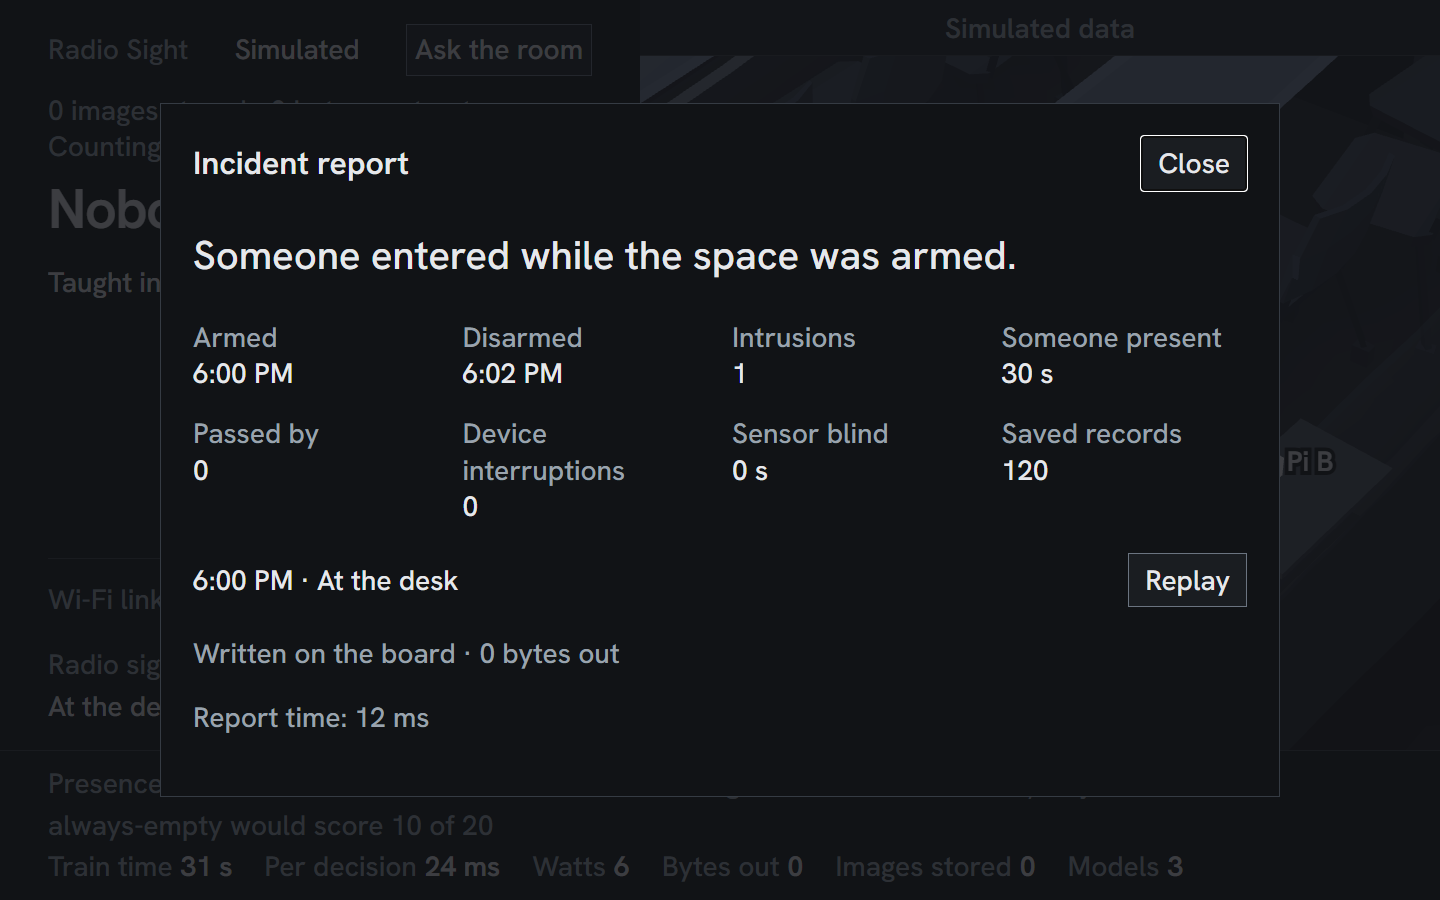 Radio Sight
Simulated
Ask the room
Simulated data
0 images
Counting
Taught in
Incident report
Close
Someone entered while the space was armed.
Armed
6:00 PM
Disarmed
6:02 PM
Intrusions
1
Someone present
30 s
Passed by
0
Device
interruptions
0
Sensor blind
0 s
Saved records
120
Pi B
6:00 PM · At the desk
Replay
Wi-Fi link
Written on the board · 0 bytes out
Radio sig
At the de
Report time: 12 ms
Presence
always-empty would score 10 of 20
Train time 31 s
Per decision 24 ms
Watts 6
Bytes out 0
Images stored 0
Models 3